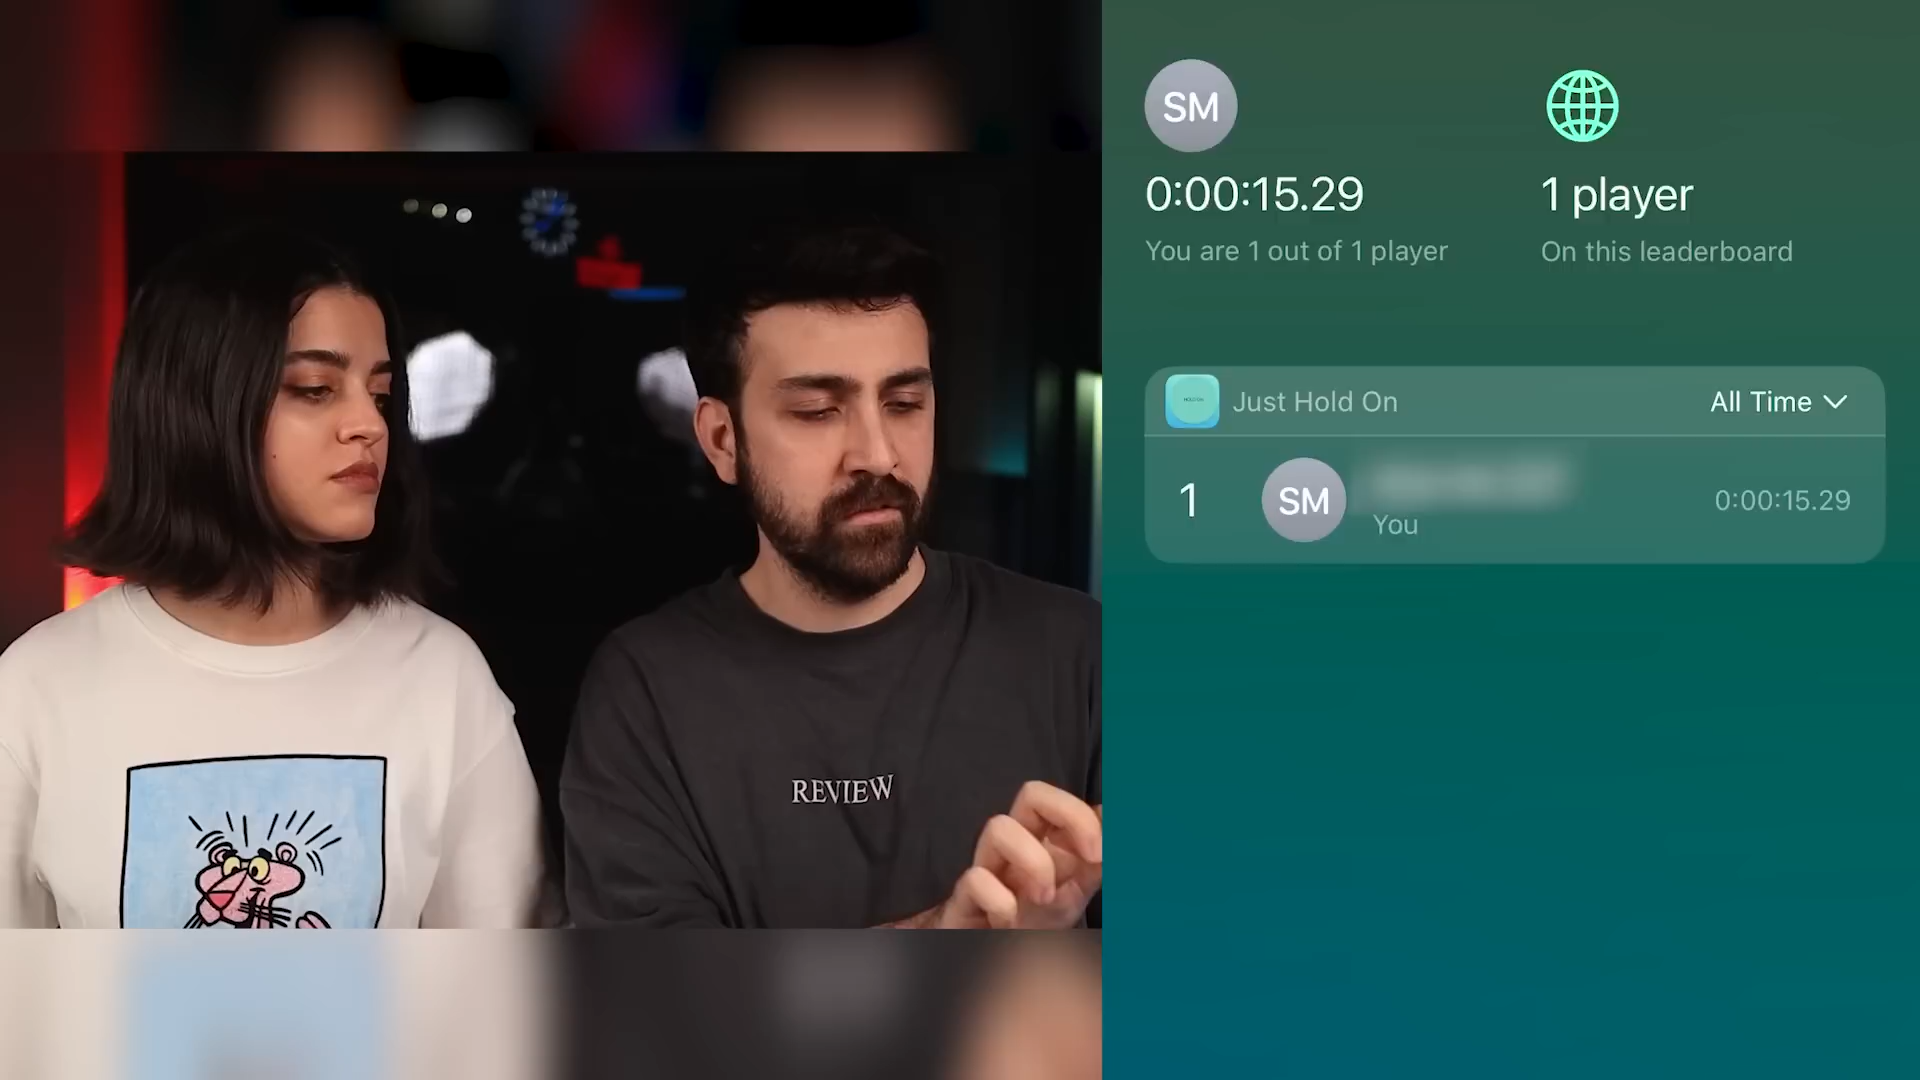 REVIEW
SM
0:00:15.29
You are 1 out of 1 player
1 player
On this leaderboard
Just Hold On
All Time
1
SM
You
0:00:15.29